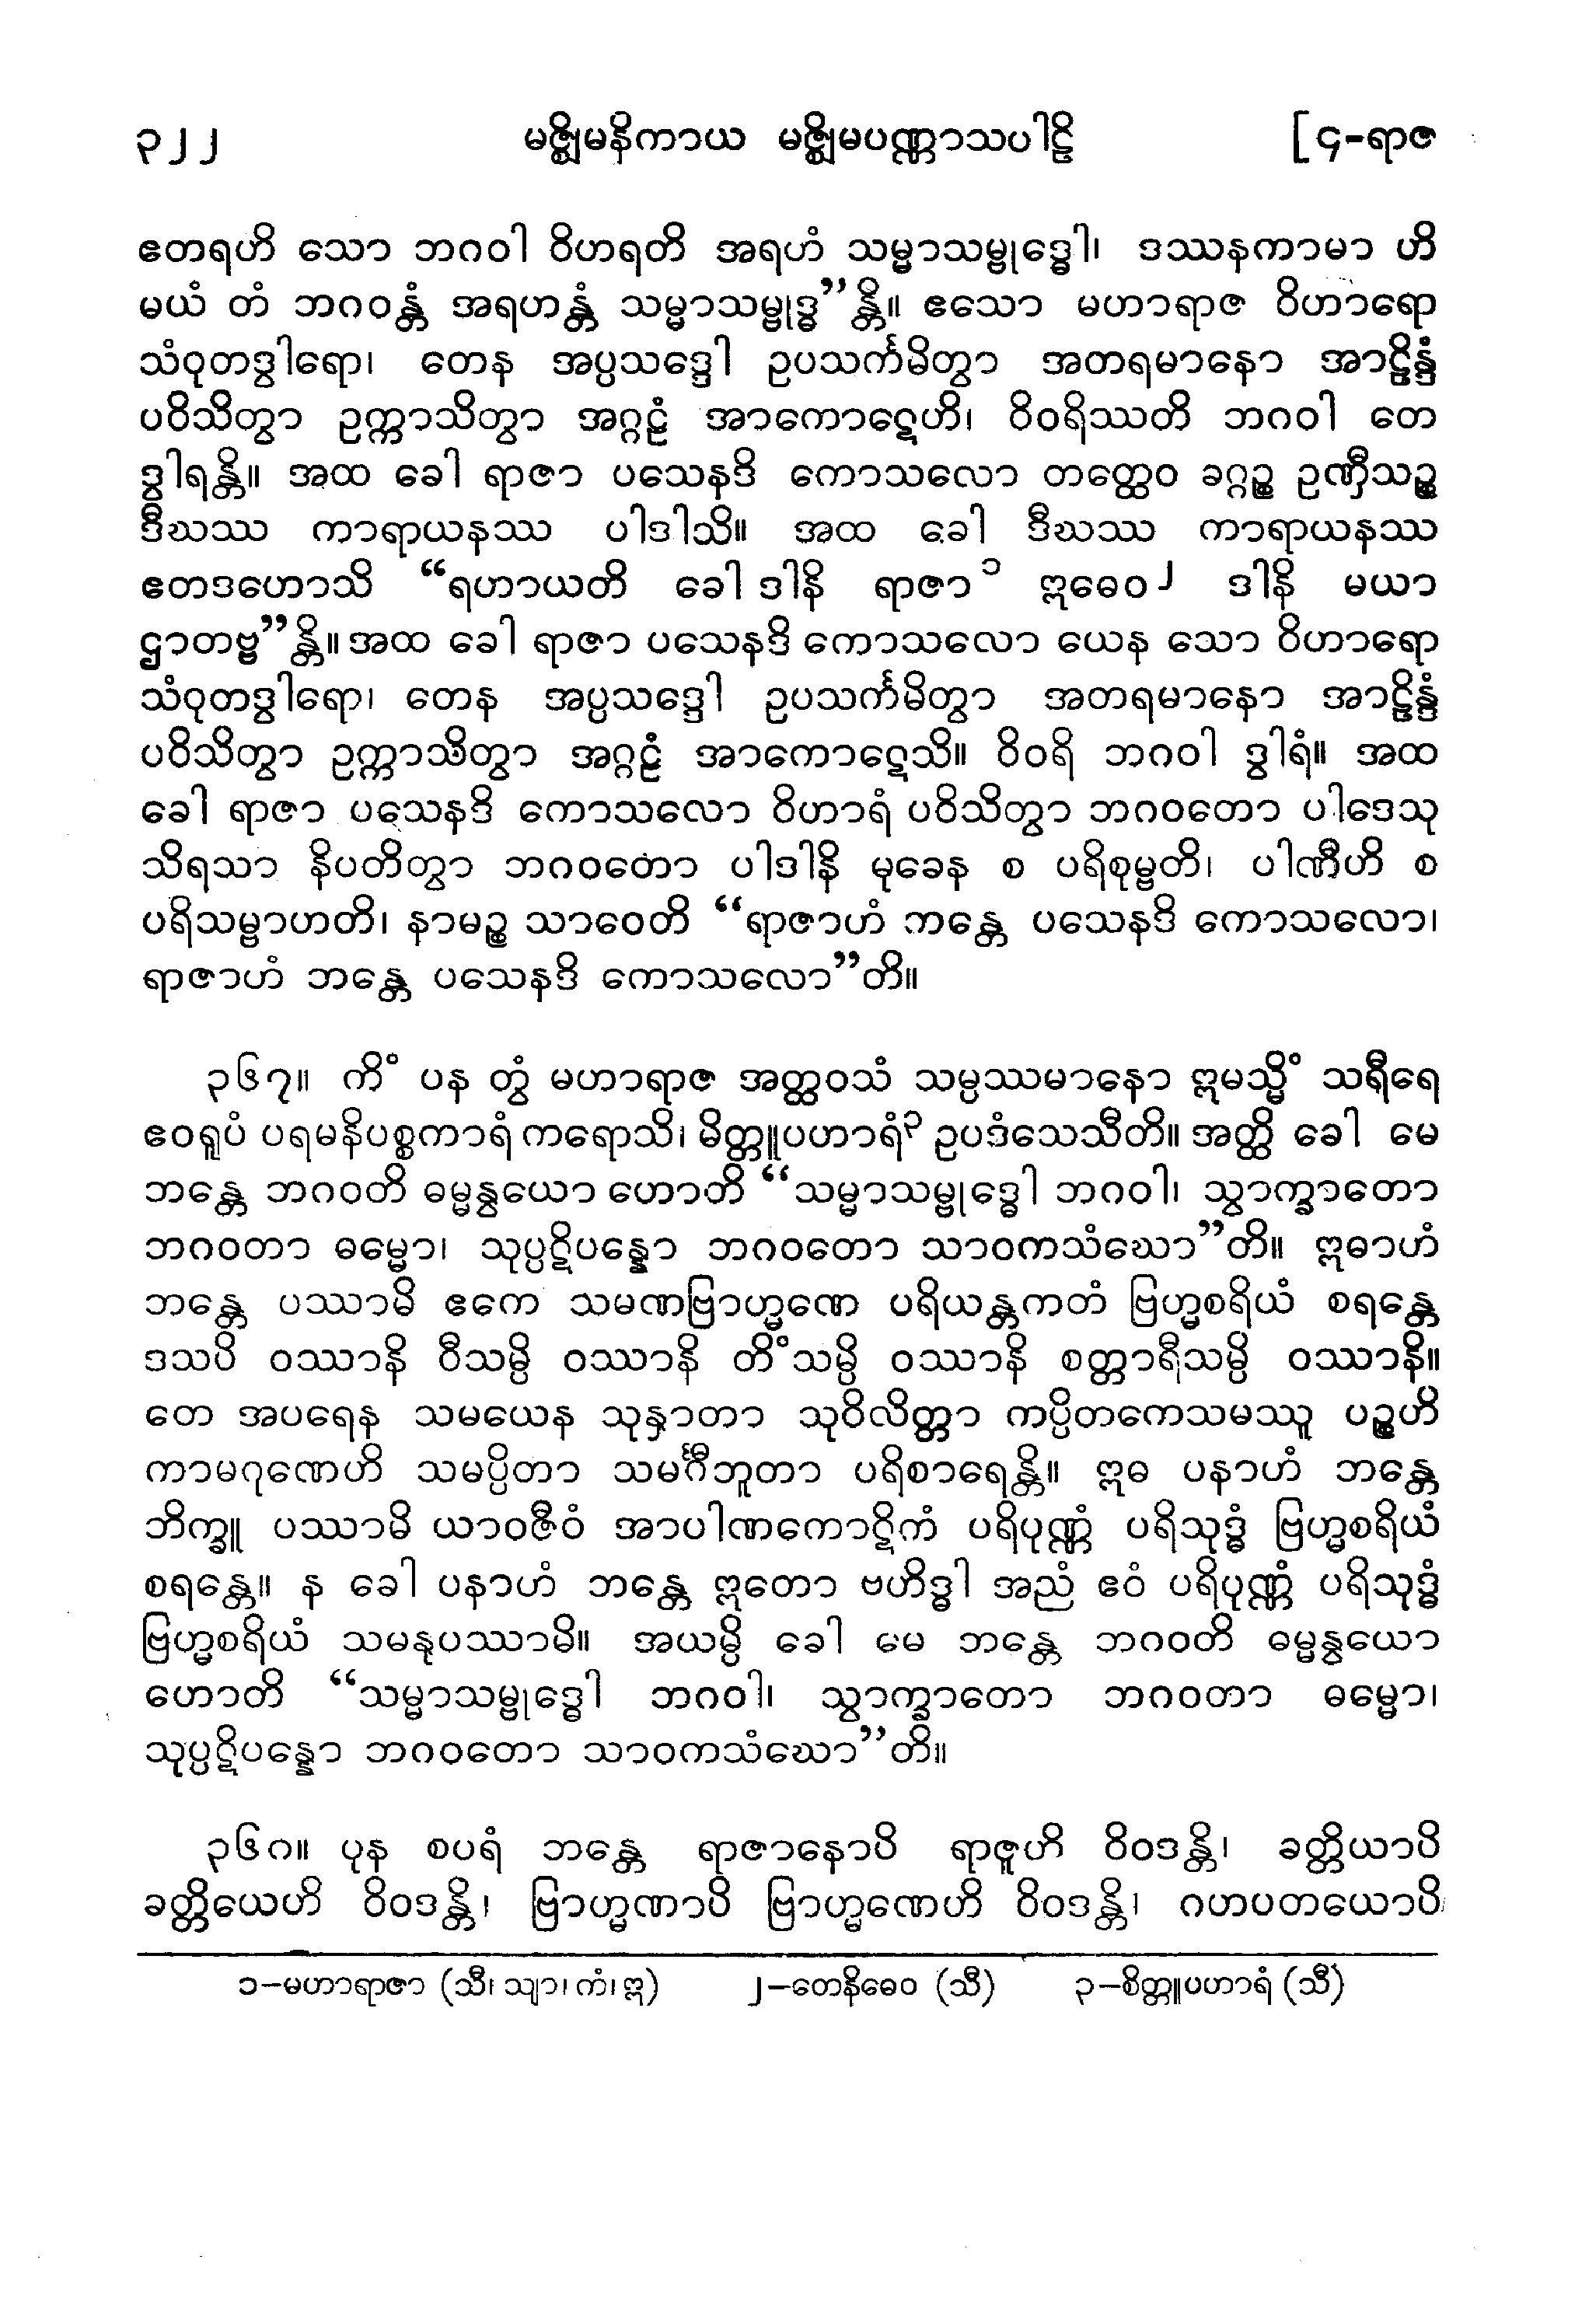 ၃၂၂ မဇ္ဈိမနိကာယ မဇ္ဈိမပဏ္ဏာသပါဠိ [၄-ရာဇ
ဧတရဟိ သော ဘဂဝါ ဝိဟရတိ အရဟံ သမ္မာသမ္ဗုဒ္ဓေါ၊ ဒဿနကာမာ ဟိ
မယံ တံ ဘဂဝန္တံ အရဟန္တံ သမ္မာသမ္ဗုဒ္ဓ”န္တိ။ ဧသော မဟာရာဇ ဝိဟာရော
သံဝုတဒွါရော၊ တေန အပ္ပသဒ္ဒေါ ဥပသင်္ကမိတွာ အတရမာနော အာဠိန္ဒံ
ပဝိသိတွာ ဥက္ကာသိတွာ အဂ္ဂဠံ အာကောဋေဟိ၊ ဝိဝရိဿတိ ဘဂဝါ တေ
ဒွါရန္တိ။ အထ ခေါ ရာဇာ ပသေနဒိ ကောသလော တတ္ထေဝ ခဂ္ဂဉ္စ ဥဏှီသဉ္စ
ဒီဃဿ ကာရာယနဿ ပါဒါသိ။ အထ ခေါ ဒီဃဿ ကာရာယနဿ
ဧတဒဟောသိ “ရဟာယတိ ခေါ ဒါနိ ရာဇာ၁ ဣဓေဝ၂ ဒါနိ မယာ
ဌာတဗ္ဗ”န္တိ။ အထ ခေါ ရာဇာ ပသေနဒိ ကောသလော ယေန သော ဝိဟာရော
သံဝုတဒွါရော၊ တေန အပ္ပသဒ္ဒေါ ဥပသင်္ကမိတွာ အတရမာနော အာဠိန္ဒံ
ပဝိသိတွာ ဥက္ကာသိတွာ အဂ္ဂဠံ အာကောဋေသိ။ ဝိဝရိ ဘဂဝါ ဒွါရံ။ အထ
ခေါ ရာဇာ ပသေနဒိ ကောသလော ဝိဟာရံ ပဝိသိတွာ ဘဂဝတော ပါဒေသု
သိရသာ နိပတိတွာ ဘဂဝတော ပါဒါနိ မုခေန စ ပရိစုမ္ဗတိ၊ ပါဏီဟိ စ
ပရိသမ္ဗာဟတိ၊ နာမဉ္စ သာဝေတိ “ရာဇာဟံ ဘန္တေ ပသေနဒိ ကောသလော၊
ရာဇာဟံ ဘန္တေ ပသေနဒိ ကောသလော”တိ။
၃၆၇။ ကိံ ပန တွံ မဟာရာဇ အတ္ထဝသံ သမ္ပဿမာနော ဣမသ္မိံ သရီရေ
ဧဝရူပံ ပရမနိပစ္စကာရံ ကရောသိ၊ မိတ္တူပဟာရံ၃ ဥပဒံသေသီတိ။ အတ္ထိ ခေါ မေ
ဘန္တေ ဘဂဝတိ ဓမ္မန္ဝယော ဟောတိ “သမ္မာသမ္ဗုဒ္ဓေါ ဘဂဝါ၊ သွာက္ခာတော
ဘဂဝတာ ဓမ္မော၊ သုပ္ပဋိပန္နော ဘဂဝတော သာဝကသံဃော”တိ။ ဣဓာဟံ
ဘန္တေ ပဿာမိ ဧကေ သမဏဗြာဟ္မဏေ ပရိယန္တကတံ ဗြဟ္မစရိယံ စရန္တေ
ဒသပိ ဝဿာနိ ဝီသမ္ပိ ဝဿာနိ တိံသမ္ပိ ဝဿာနိ စတ္တာရီသမ္ပိ ဝဿာနိ။
တေ အပရေန သမယေန သုနှာတာ သုဝိလိတ္တာ ကပ္ပိတကေသမဿူ ပဉ္စဟိ
ကာမဂုဏေဟိ သမပ္ပိတာ သမင်္ဂီဘူတာ ပရိစာရေန္တိ။ ဣဓ ပနာဟံ ဘန္တေ
ဘိက္ခူ ပဿာမိ ယာဝဇီဝံ အာပါဏကောဋိကံ ပရိပုဏ္ဏံ ပရိသုဒ္ဓံ ဗြဟ္မစရိယံ
စရန္တေ။ န ခေါ ပနာဟံ ဘန္တေ ဣတော ဗဟိဒ္ဓါ အညံ ဧဝံ ပရိပုဏ္ဏံ ပရိသုဒ္ဓံ
ဗြဟ္မစရိယံ သမနုပဿာမိ။ အယမ္ပိ ခေါ မေ ဘန္တေ ဘဂဝတိ ဓမ္မန္ဝယော
ဟောတိ “သမ္မာသမ္ဗုဒ္ဓေါ ဘဂဝါ၊ သွာက္ခာတော ဘဂဝတာ ဓမ္မော၊
သုပ္ပဋိပန္နော ဘဂဝတော သာဝကသံဃော”တိ။
၃၆၈။ ပုန စပရံ ဘန္တေ ရာဇာနောပိ ရာဇူဟိ ဝိဝဒန္တိ၊ ခတ္တိယာပိ
ခတ္တိယေဟိ ဝိဝဒန္တိ၊ ဗြာဟ္မဏာပိ ဗြာဟ္မဏေဟိ ဝိဝဒန္တိ၊ ဂဟပတယောပိ
၁-မဟာရာဇာ (သီ၊ သျာ၊ ကံ၊ ဣ) ၂-တေနိဓေဝ (သီ) ၃-စိတ္တူပဟာရံ (သီ)